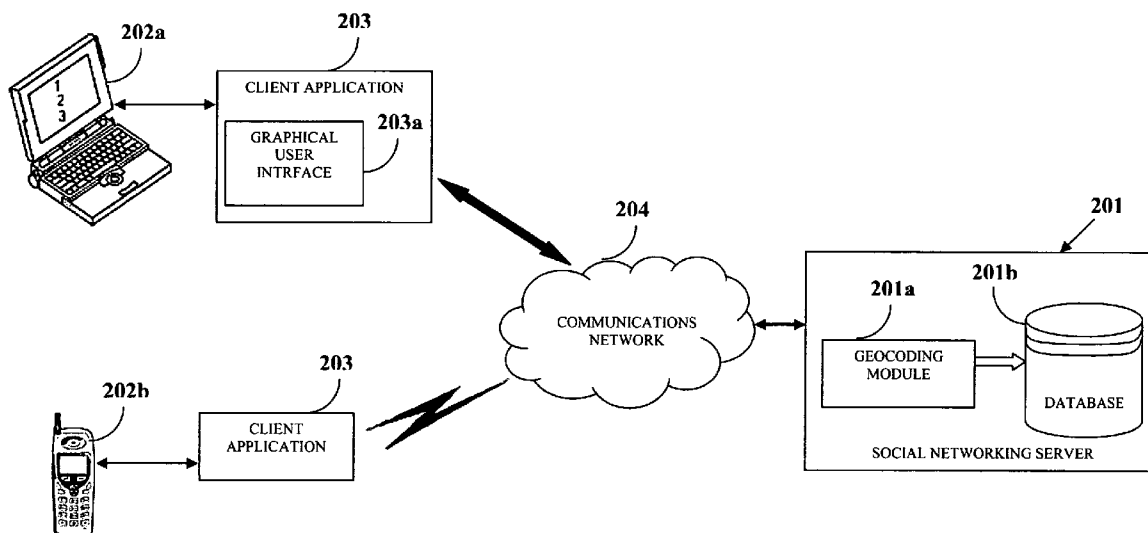 202a
1
2
3
203
CLIENT APPLICATION
203a
GRAPHICAL
USER
INTRFACE
204
COMMUNICATIONS
NETWORK
201
201a
201b
GEOCODING
MODULE
DATABASE
SOCIAL NETWORKING SERVER
202b
203
CLIENT
APPLICATION